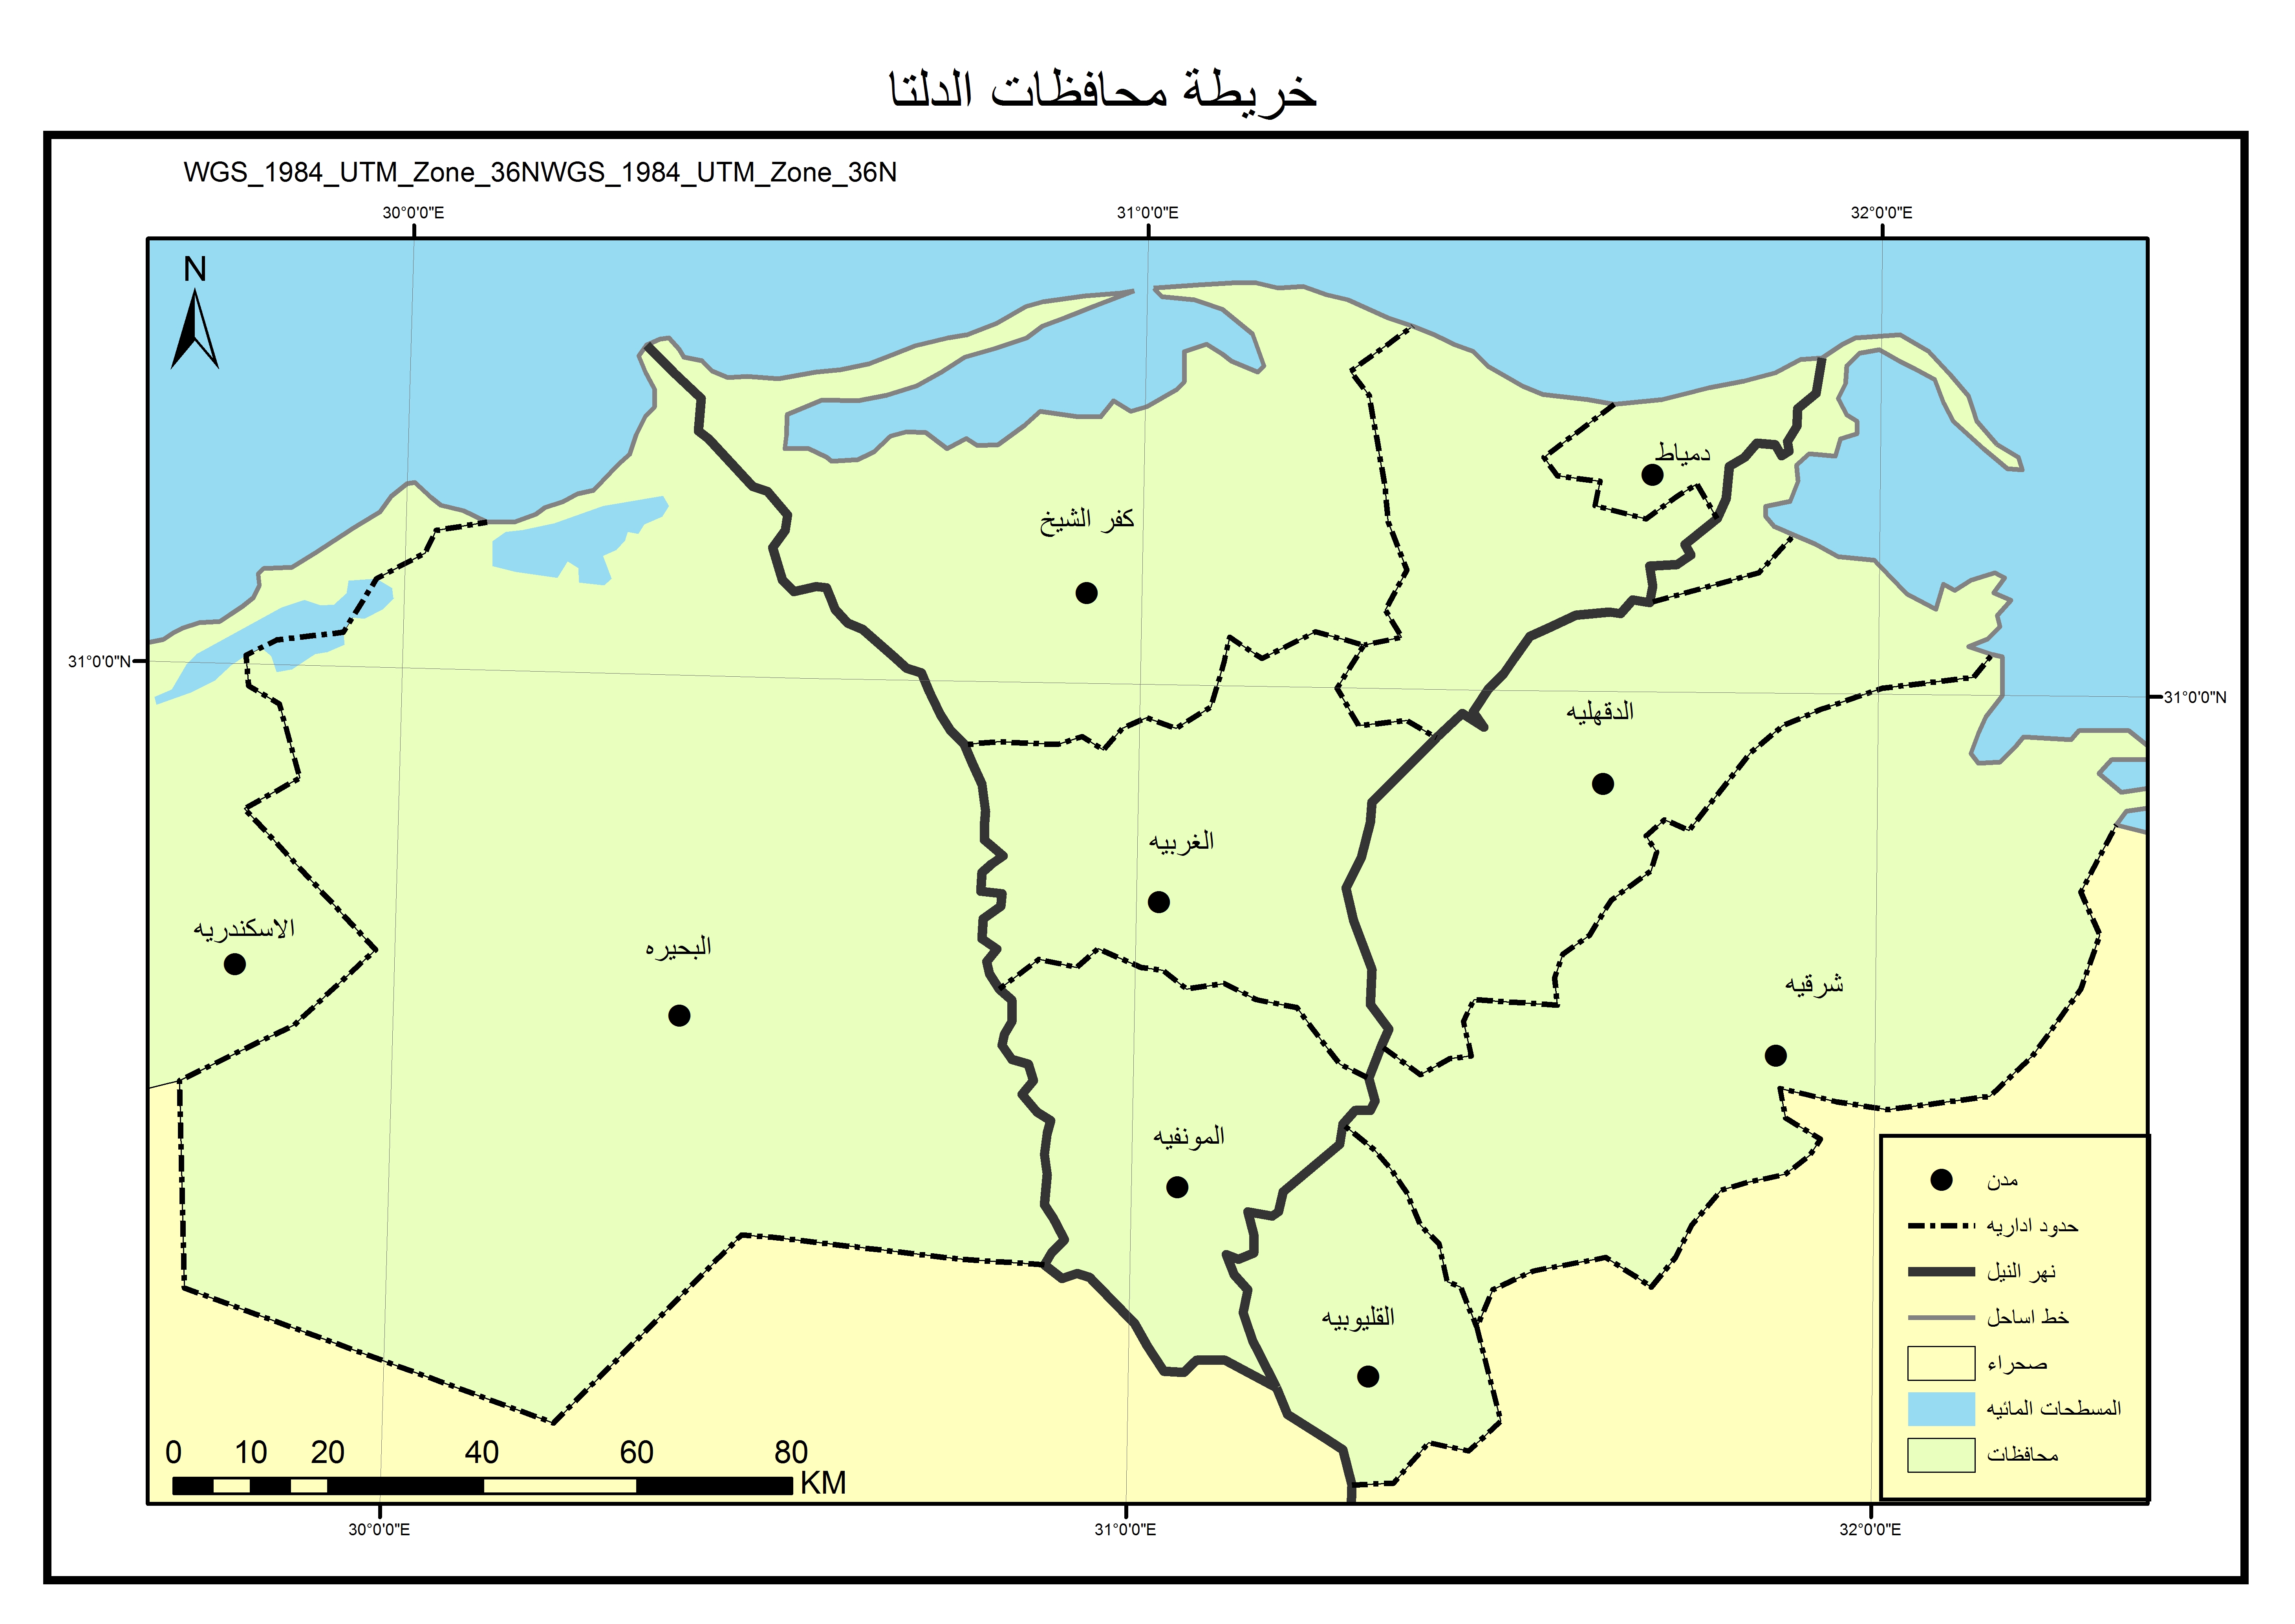 خريطة محافظات الدلتا
WGS_1984_UTM_Zone_36NWGS_1984_UTM_Zone_36N
30°0'0"E
31°0'0"E
32°0'0"E
N
دمياط
كفر الشيخ
31°0'0"N
31°0'0"N
الدقهليه
الغربيه
الاسكندريه
البحيره
شرقيه
المونفيه
القليوبيه
مدن
حدود اداريه
نهر النيل
خط اساحل
صحراء
المسطحات المائيه
محافظات
0 10 20 40 60 80
KM
30°0'0"E
31°0'0"E
32°0'0"E